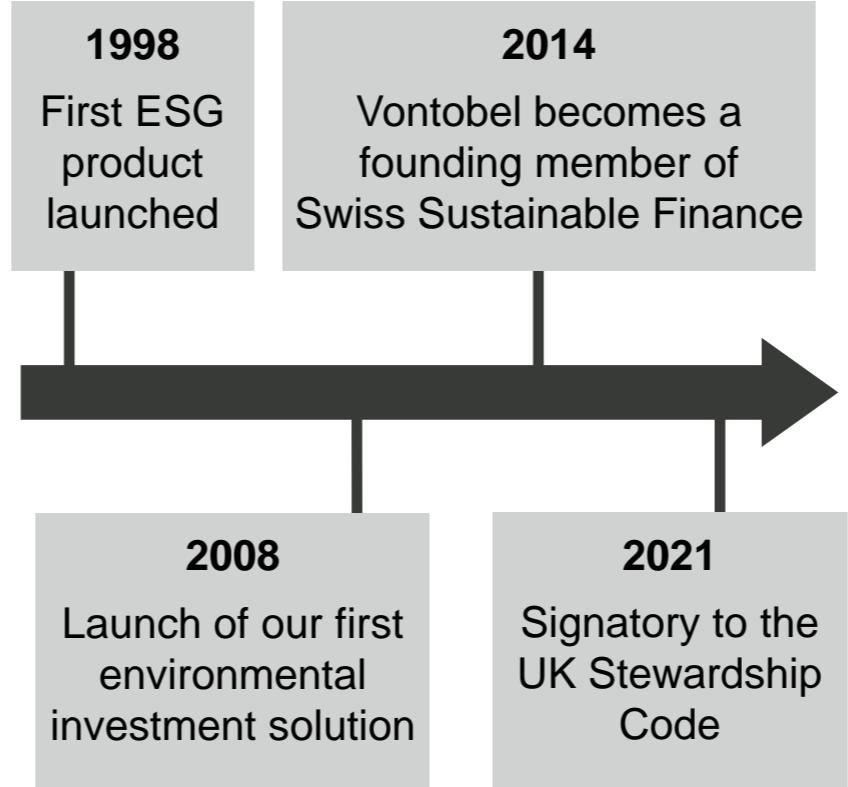 1998
First ESG
product
launched
2014
Vontobel becomes a
founding member of
Swiss Sustainable Finance
2008
Launch of our first
environmental
investment solution
2021
Signatory to the
UK Stewardship
Code